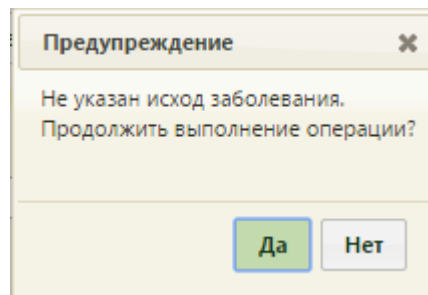 Предупреждение
Не указан исход заболевания.
Продолжить выполнение операции?
Да
Нет